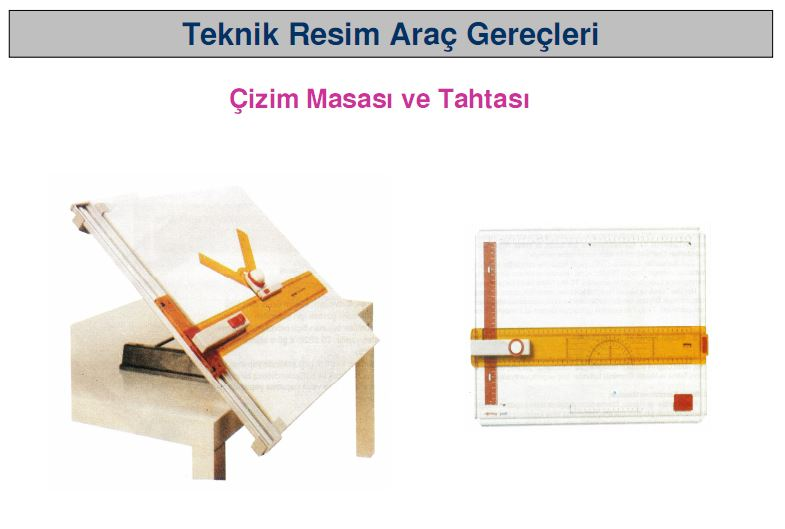 Teknik Resim Araç Gereçleri
Çizim Masası ve Tahtası